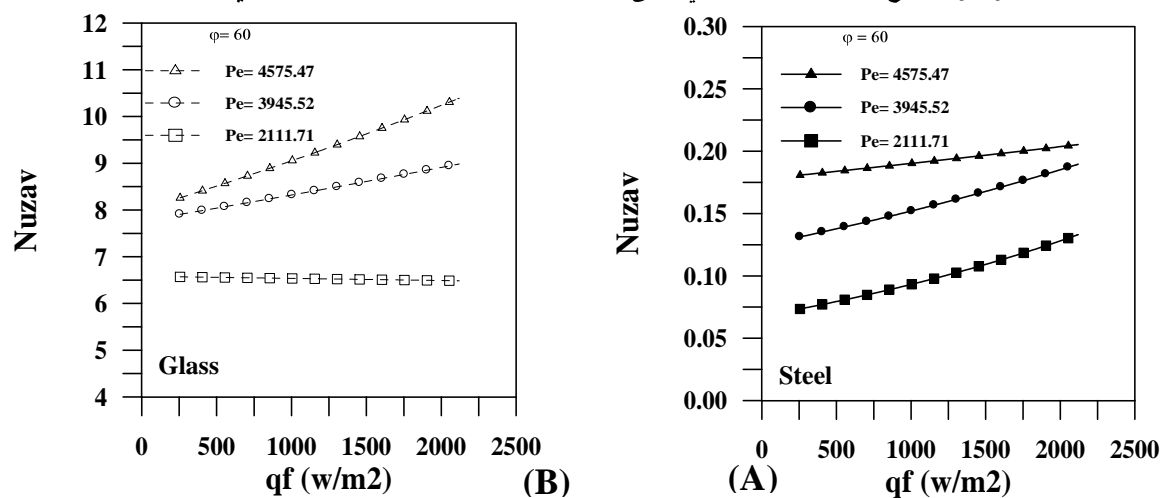 12
11
10
9
8
7
6
5
4
Nuzav
φ= 60
Pe= 4575.47
Pe= 3945.52
Pe= 2111.71
Glass
0 500 1000 1500 2000 2500
qf (w/m2)
(B)
0.30
0.25
0.20
0.15
0.10
0.05
0.00
Nuzav
φ = 60
Pe= 4575.47
Pe= 3945.52
Pe= 2111.71
Steel
0 500 1000 1500 2000 2500
(A)
qf (w/m2)